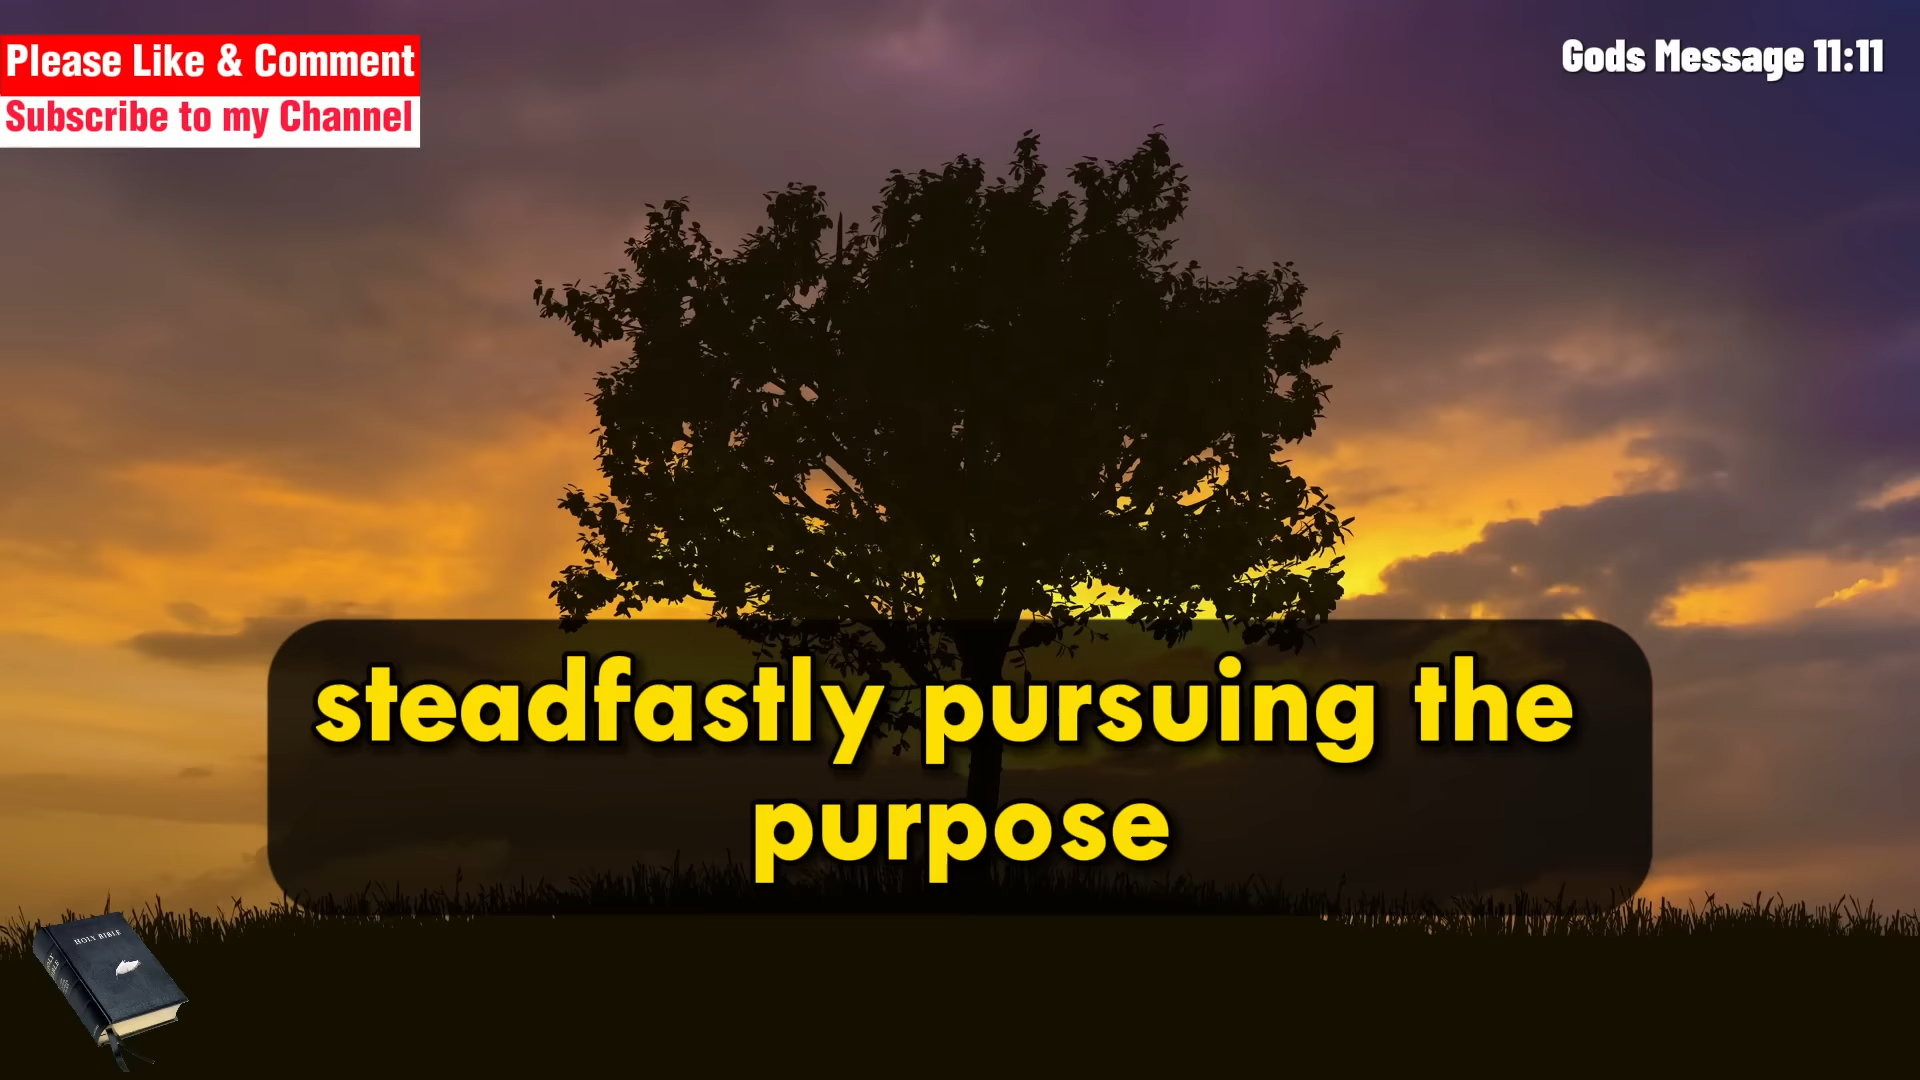 Please Like & Comment
Subscribe to my Channel
Gods Message 11:11
steadfastly pursuing the
purpose
HOLY BIBLE